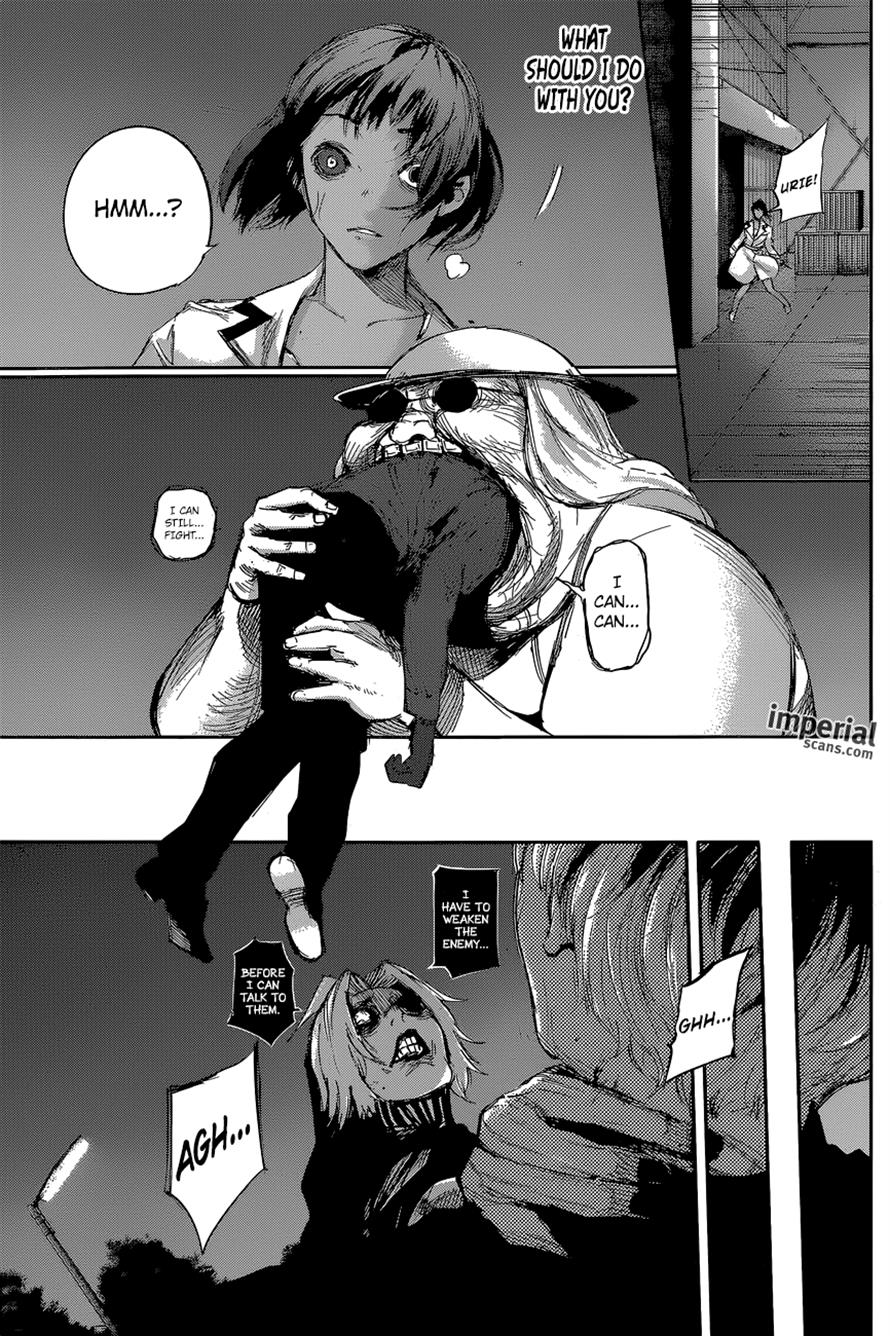 URIE!
WHAT
SHOULD I DO
WITH YOU?
HMM...?
I
CAN...
CAN...
I CAN
STILL...
FIGHT...
imperial
scans.com
GHH...
I
HAVE TO
WEAKEN
THE
ENEMY...
BEFORE
I CAN
TALK TO
THEM.
AGH...